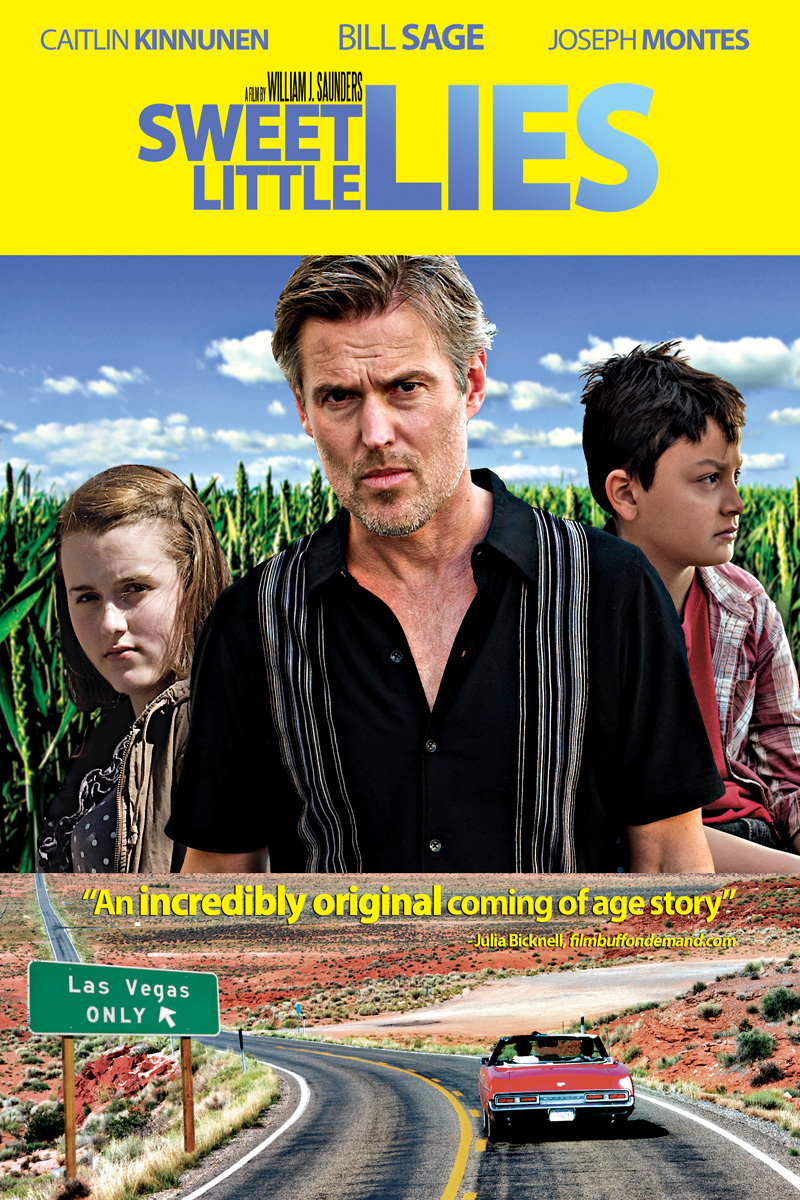 CAITLIN KINNUNEN BILL SAGE JOSEPH MONTES
A FILM BY WILLIAM J. SAUNDERS
SWEET
LITTLE
LIES
“An incredibly original coming of age story”
-Julia Bicknell, filmbuffondemand.com
Las Vegas
ONLY